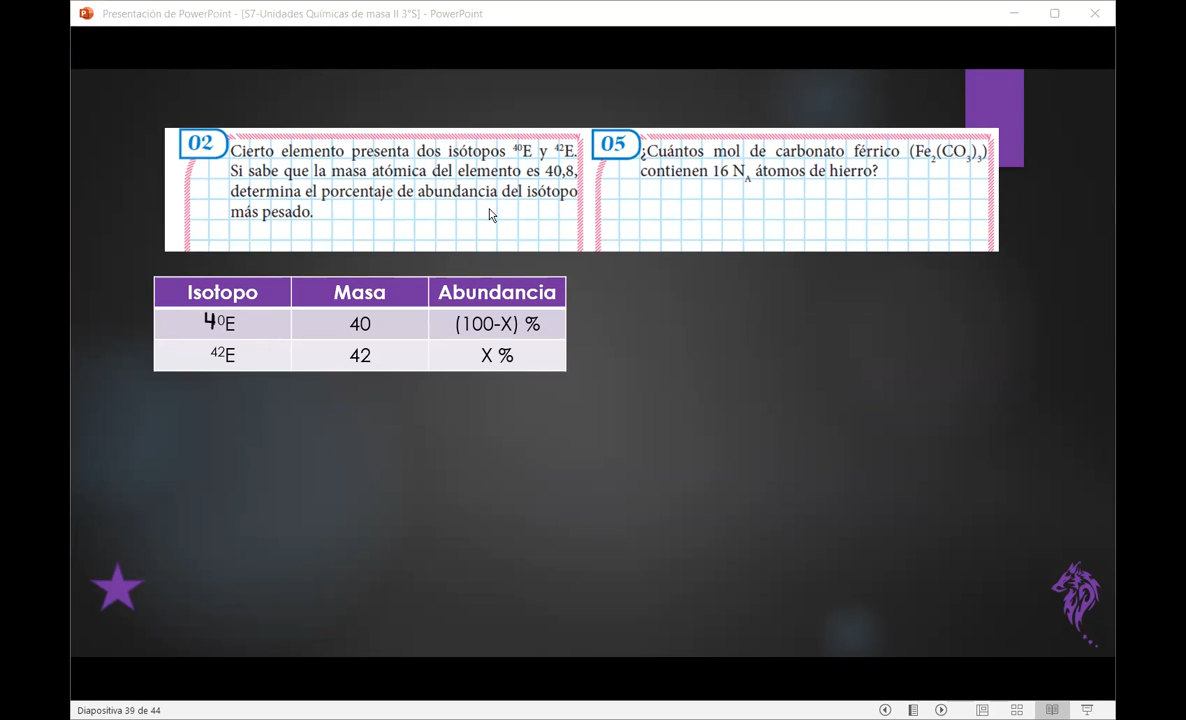 Presentación de PowerPoint - [S7-Unidades Químicas de masa II 3°S] - PowerPoint
02
Cierto elemento presenta dos isótopos ⁴⁰E y ⁴²E.
Si sabe que la masa atómica del elemento es 40,8,
determina el porcentaje de abundancia del isótopo
más pesado.
05
¿Cuántos mol de carbonato férrico (Fe₂(CO₃)₃)
contienen 16 N_A átomos de hierro?
Isotopo Masa Abundancia
⁴⁰E 40 (100-X) %
⁴²E 42 X %
Diapositiva 39 de 44